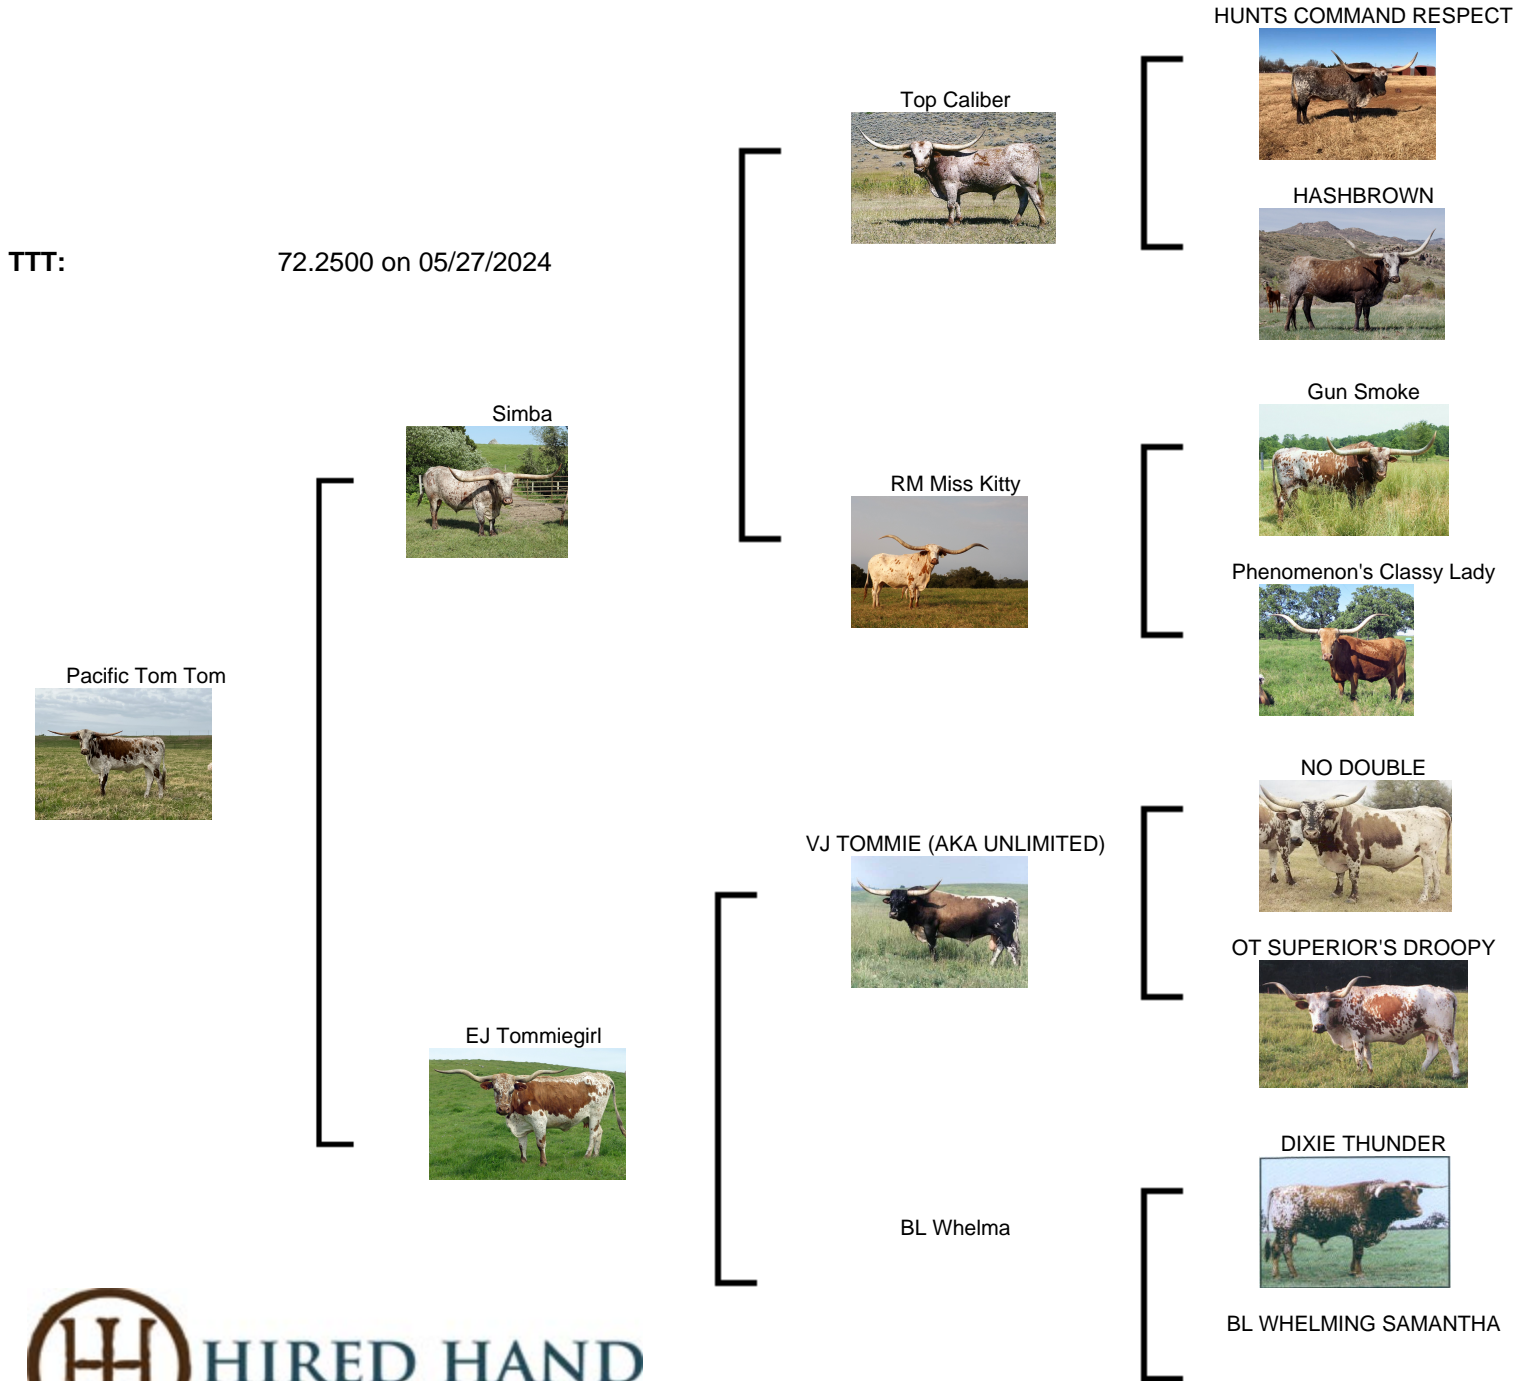 HUNTS COMMAND RESPECT
Top Caliber
HASHBROWN
TTT: 72.2500 on 05/27/2024
Gun Smoke
Simba
RM Miss Kitty
Phenomenon's Classy Lady
Pacific Tom Tom
NO DOUBLE
VJ TOMMIE (AKA UNLIMITED)
OT SUPERIOR'S DROOPY
EJ Tommiegirl
DIXIE THUNDER
BL Whelma
BL WHELMING SAMANTHA
HIRED HAND